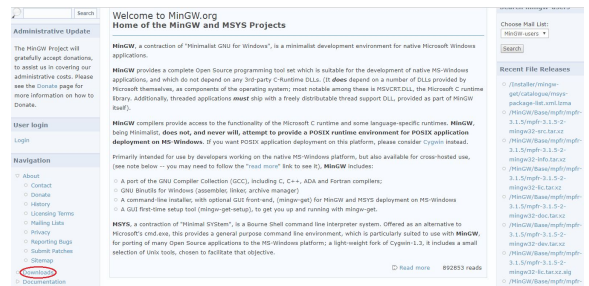 Search
Administrative Update
The MinGW Project will
gratefully accept donations,
to assist us in covering our
administrative costs. Please
see the Donate page for
more information on how to
Donate.
User login
Login
Navigation
About
Contact
Donate
History
Licensing Terms
Mailing Lists
Privacy
Reporting Bugs
Submit Patches
Sitemap
Downloads
Documentation
Welcome to MinGW.org
Home of the MinGW and MSYS Projects
MinGW, a contraction of "Minimalist GNU for Windows", is a minimalist development environment for native Microsoft Windows
applications.
MinGW provides a complete Open Source programming tool set which is suitable for the development of native MS-Windows
applications, and which do not depend on any 3rd-party C-Runtime DLLs. (It does depend on a number of DLLs provided by
Microsoft themselves, as components of the operating system; most notable among these is MSVCRT.DLL, the Microsoft C runtime
library. Additionally, threaded applications must ship with a freely distributable thread support DLL, provided as part of MinGW
itself).
MinGW compilers provide access to the functionality of the Microsoft C runtime and some language-specific runtimes. MinGW,
being Minimalist, does not, and never will, attempt to provide a POSIX runtime environment for POSIX application
deployment on MS-Windows. If you want POSIX application deployment on this platform, please consider Cygwin instead.
Primarily intended for use by developers working on the native MS-Windows platform, but also available for cross-hosted use,
(see note below -- you may need to follow the "read more" link to see it), MinGW includes:
A port of the GNU Compiler Collection (GCC), including C, C++, ADA and Fortran compilers;
GNU Binutils for Windows (assembler, linker, archive manager)
A command-line installer, with optional GUI front-end, (mingw-get) for MinGW and MSYS deployment on MS-Windows
A GUI first-time setup tool (mingw-get-setup), to get you up and running with mingw-get.
MSYS, a contraction of "Minimal SYStem", is a Bourne Shell command line interpreter system. Offered as an alternative to
Microsoft's cmd.exe, this provides a general purpose command line environment, which is particularly suited to use with MinGW,
for porting of many Open Source applications to the MS-Windows platform; a light-weight fork of Cygwin-1.3, it includes a small
selection of Unix tools, chosen to facilitate that objective.
Read more 892853 reads
Search MinGW Users
Choose Mail List:
MinGW-users
Search
Recent File Releases
/Installer/mingw-
get/catalogue/msys-
package-list.xml.lzma
/MinGW/Base/mpfr/mpfr-
3.1.5/mpfr-3.1.5-2-
mingw32-src.tar.xz
/MinGW/Base/mpfr/mpfr-
3.1.5/mpfr-3.1.5-2-
mingw32-info.tar.xz
/MinGW/Base/mpfr/mpfr-
3.1.5/mpfr-3.1.5-2-
mingw32-lic.tar.xz
/MinGW/Base/mpfr/mpfr-
3.1.5/mpfr-3.1.5-2-
mingw32-doc.tar.xz
/MinGW/Base/mpfr/mpfr-
3.1.5/mpfr-3.1.5-2-
mingw32-dev.tar.xz
/MinGW/Base/mpfr/mpfr-
3.1.5/mpfr-3.1.5-2-
mingw32-lic.tar.xz.sig
/MinGW/Base/mpfr/mpfr-